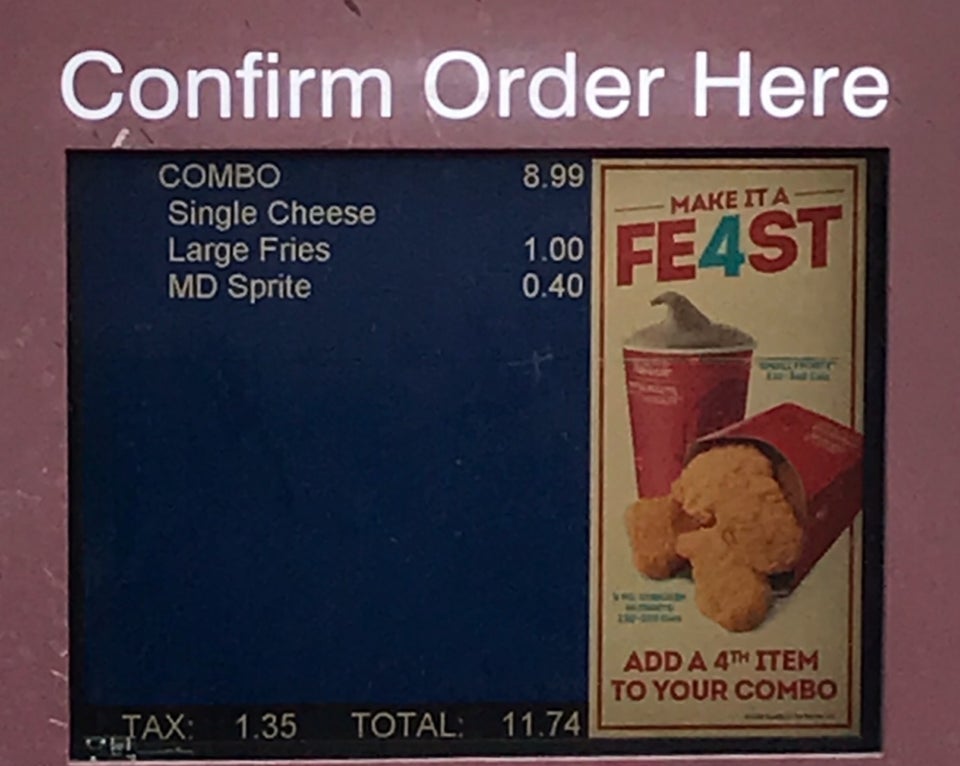 Confirm Order Here
COMBO 8.99
Single Cheese
Large Fries 1.00
MD Sprite 0.40
TAX: 1.35 TOTAL: 11.74
MAKE IT A
FE4ST
ADD A 4TH ITEM
TO YOUR COMBO